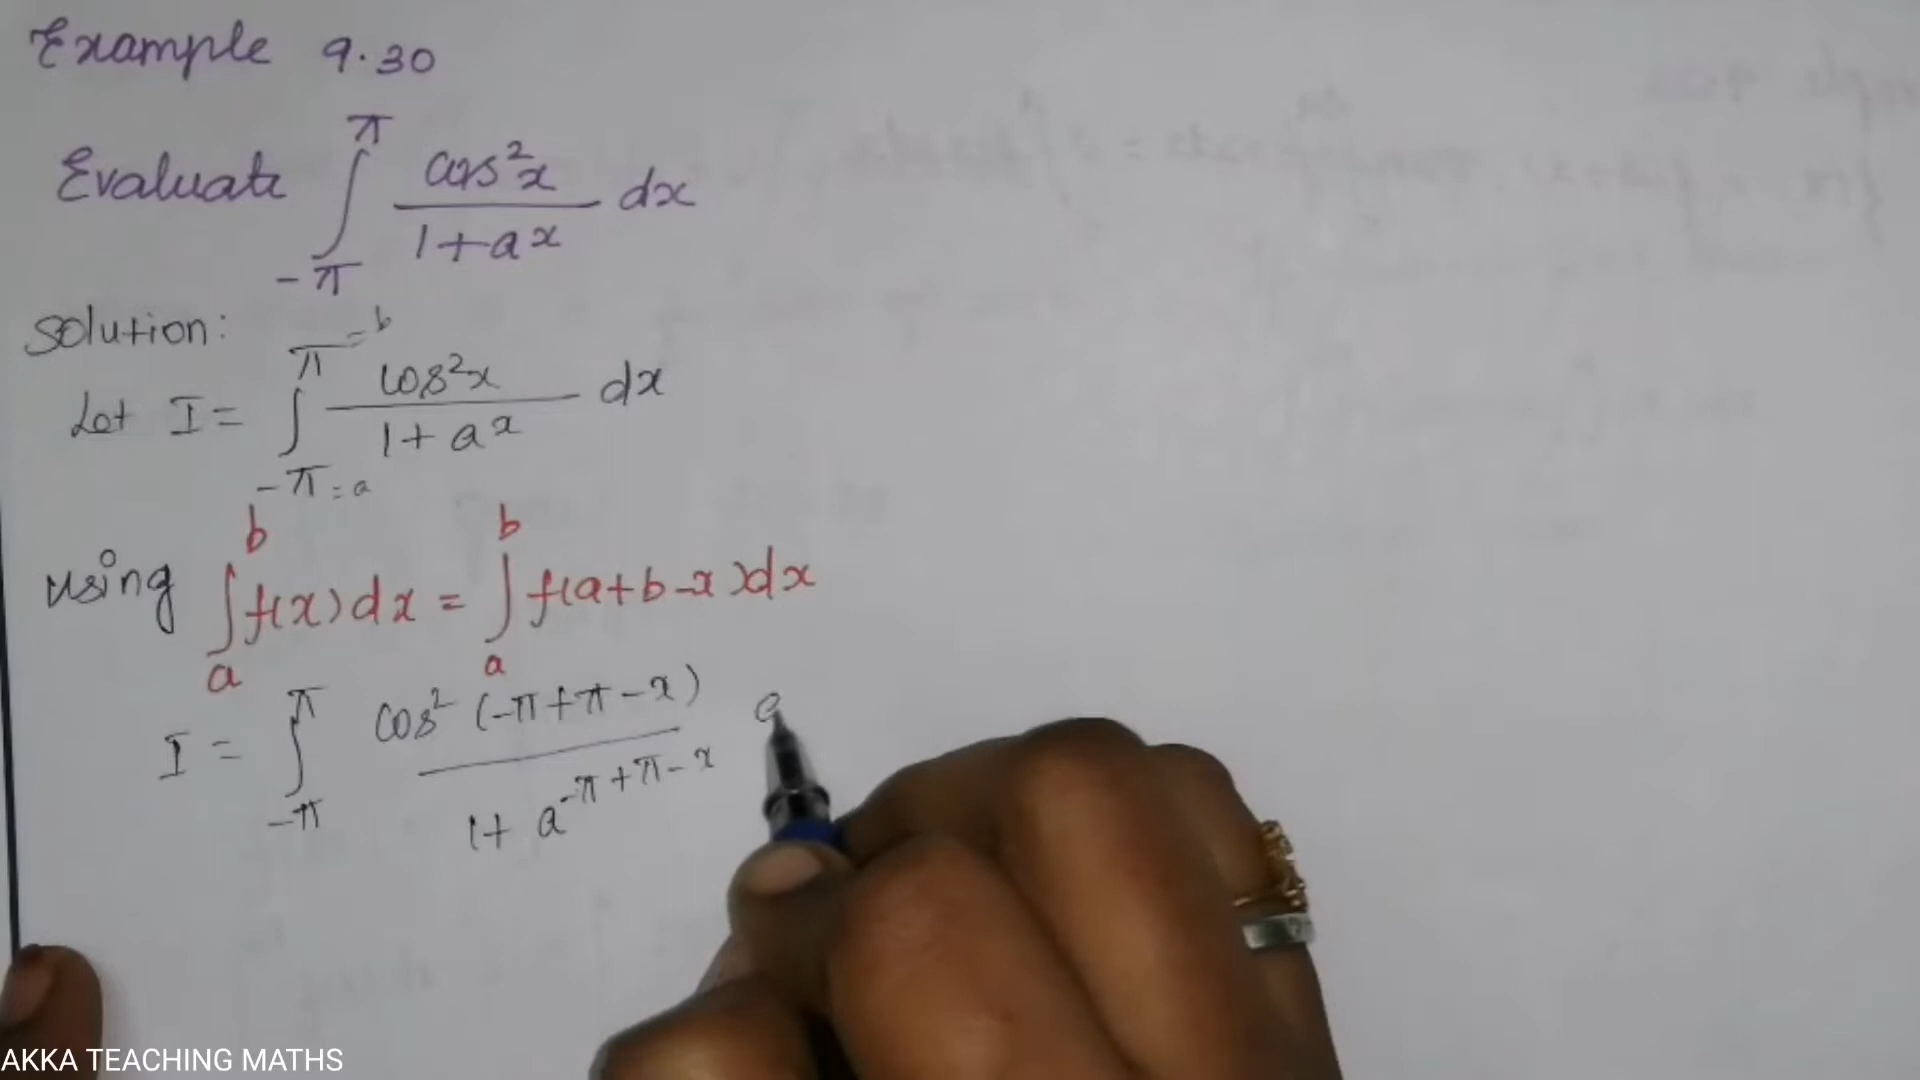 Example 9.30
Evaluate ∫_{-π}^{π} cos²x / (1+a^x) dx
Solution:
Let I = ∫_{-π=a}^{π=b} cos²x / (1+a^x) dx
using ∫_a^b f(x)dx = ∫_a^b f(a+b-x)dx
I = ∫_{-π}^{π} cos²(-π+π-x) / (1+a^{-π+π-x})
AKKA TEACHING MATHS